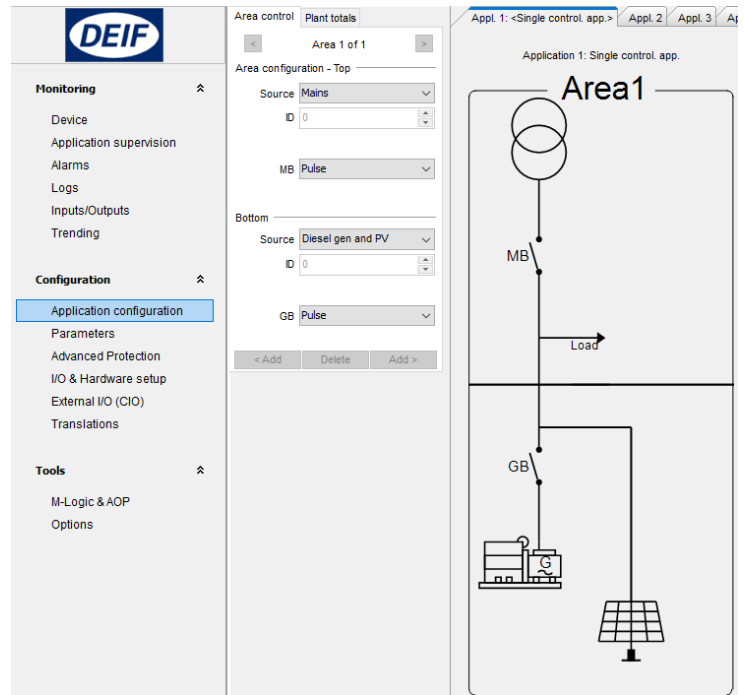 DEIF
Monitoring
Device
Application supervision
Alarms
Logs
Inputs/Outputs
Trending
Configuration
Application configuration
Parameters
Advanced Protection
I/O & Hardware setup
External I/O (CIO)
Translations
Tools
M-Logic & AOP
Options
Area control Plant totals
< Area 1 of 1 >
Area configuration - Top
Source Mains
ID 0
MB Pulse
Bottom
Source Diesel gen and PV
ID 0
GB Pulse
< Add Delete Add >
Appl. 1: <Single control. app.> Appl. 2 Appl. 3
Application 1: Single control. app.
Area1
MB
Load
GB
G
~